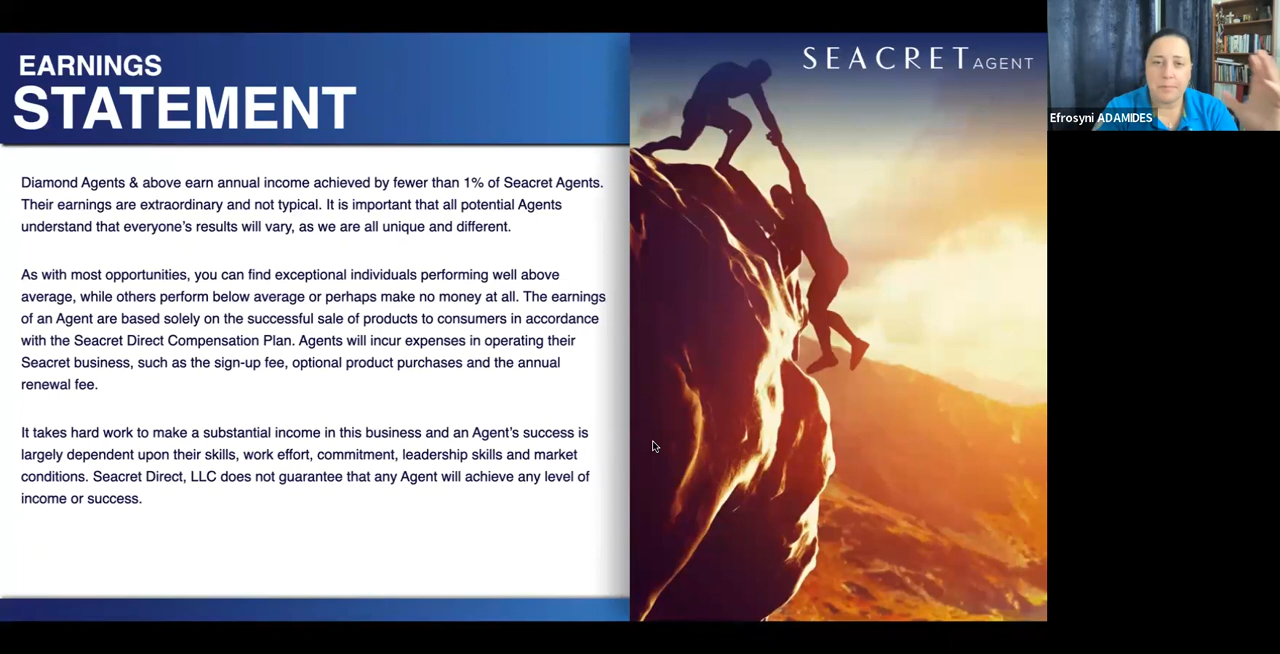 EARNINGS
STATEMENT
SEACRET AGENT
Efrosyni ADAMIDES
Diamond Agents & above earn annual income achieved by fewer than 1% of Seacret Agents.
Their earnings are extraordinary and not typical. It is important that all potential Agents
understand that everyone's results will vary, as we are all unique and different.
As with most opportunities, you can find exceptional individuals performing well above
average, while others perform below average or perhaps make no money at all. The earnings
of an Agent are based solely on the successful sale of products to consumers in accordance
with the Seacret Direct Compensation Plan. Agents will incur expenses in operating their
Seacret business, such as the sign-up fee, optional product purchases and the annual
renewal fee.
It takes hard work to make a substantial income in this business and an Agent's success is
largely dependent upon their skills, work effort, commitment, leadership skills and market
conditions. Seacret Direct, LLC does not guarantee that any Agent will achieve any level of
income or success.